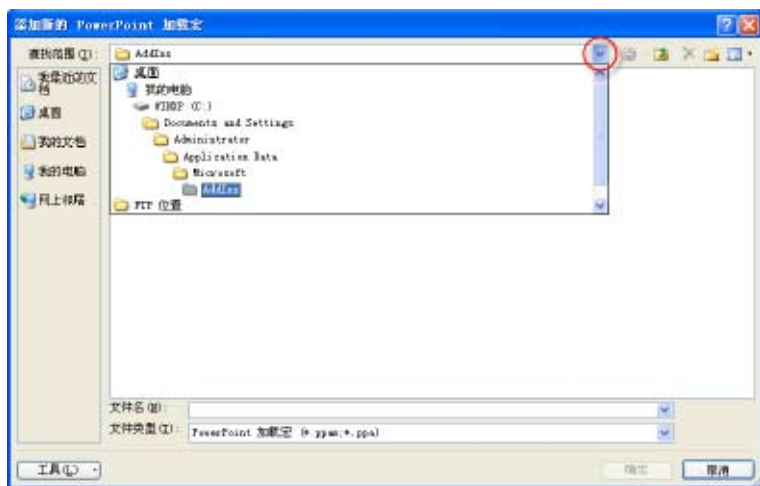 添加新的 PowerPoint 加载宏
查找范围(I): AddIns
我最近的文档
桌面
我的文档
我的电脑
网上邻居
桌面
我的电脑
(C:)
Documents and Settings
Administrator
Application Data
Microsoft
AddIns
FTP 位置
文件名(N):
文件类型(T): PowerPoint 加载宏 (*.ppam;*.ppa)
工具(L)
确定
取消